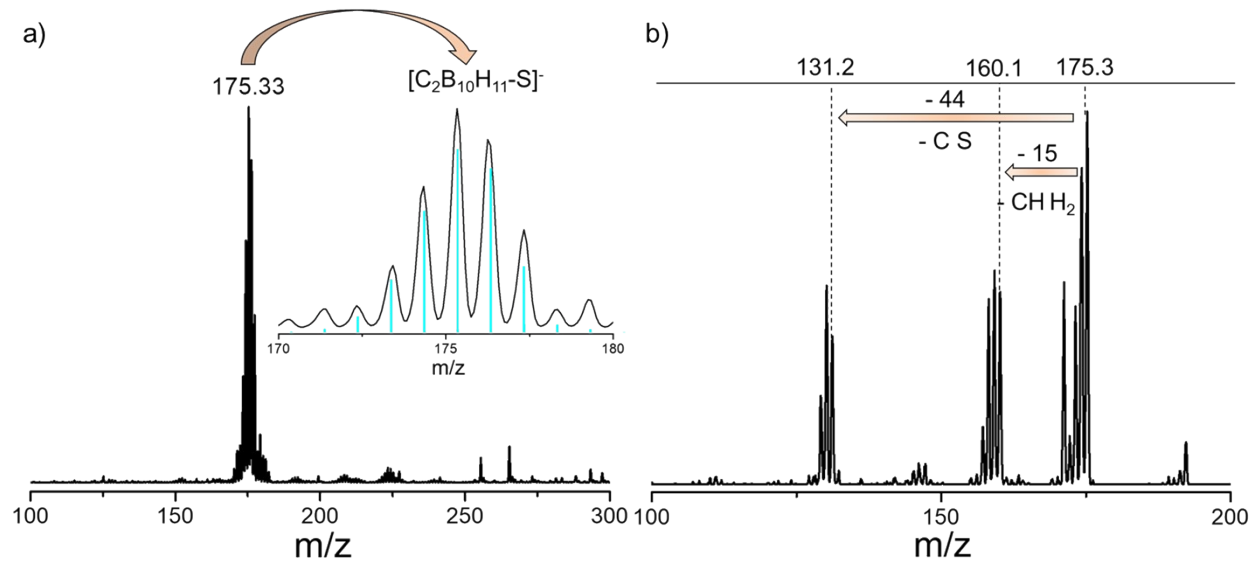 a)
175.33
[C₂B₁₀H₁₁-S]⁻
170
175
180
m/z
100
150
200
250
300
m/z
b)
131.2
160.1
175.3
- 44
- C S
- 15
- CH H₂
100
150
200
m/z